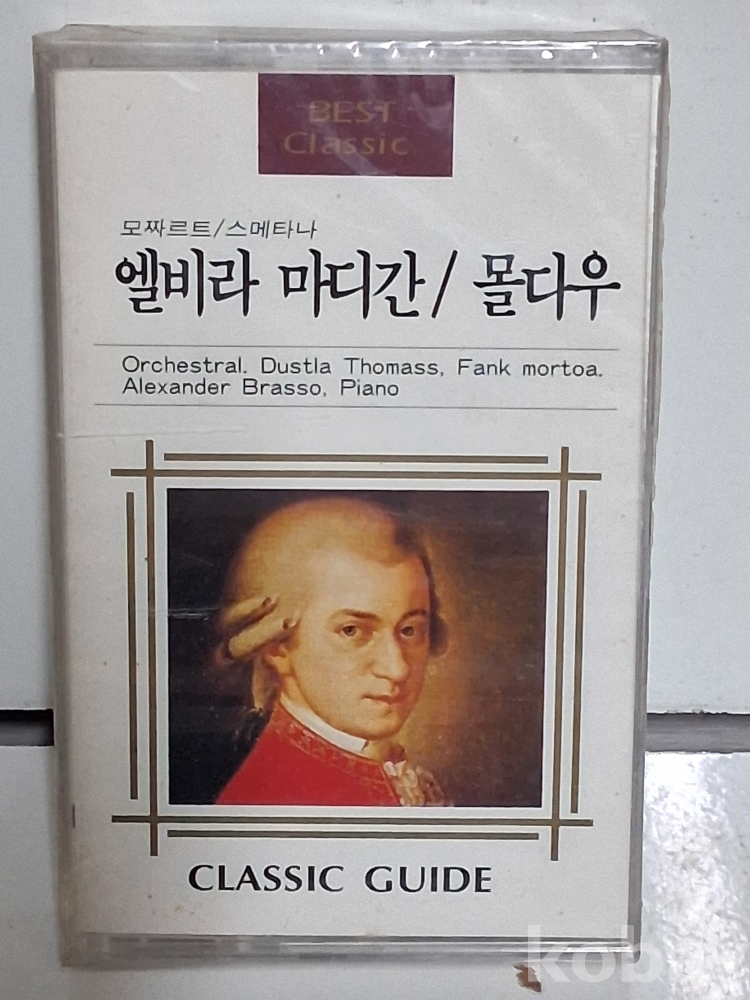 BEST
Classic
모짜르트/스메타나
엘비라 마디간/ 몰다우
Orchestral. Dustla Thomass, Fank mortoa.
Alexander Brasso, Piano
CLASSIC GUIDE